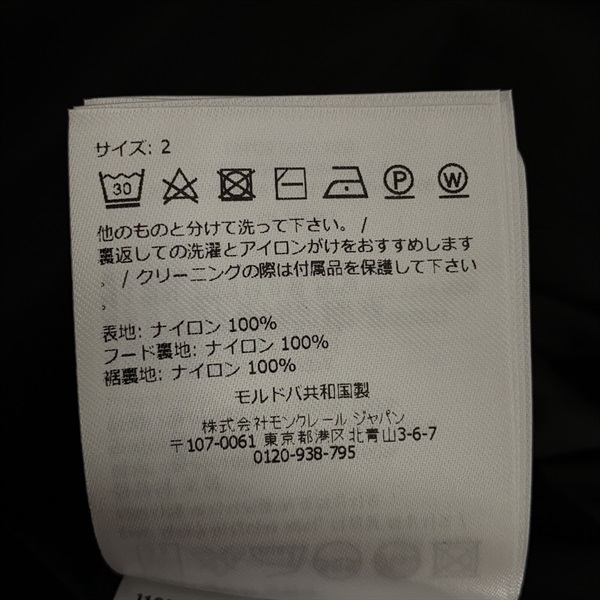 サイズ: 2
30
P
W
他のものと分けて洗って下さい。 /
裏返しての洗濯とアイロンがけをおすすめします
。 / クリーニングの際は付属品を保護して下さい
。
表地: ナイロン 100%
フード裏地: ナイロン 100%
裾裏地: ナイロン 100%
モルドバ共和国製
株式会社モンクレール ジャパン
〒107-0061 東京都港区北青山3-6-7
0120-938-795